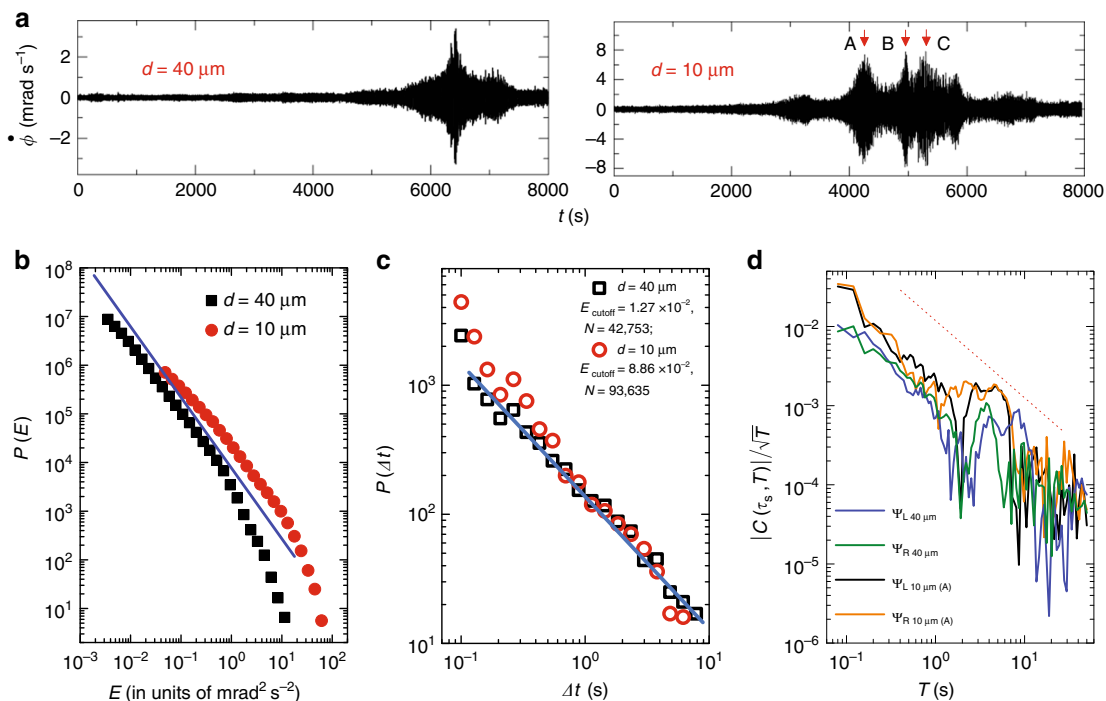 a
d = 40 μm
d = 10 μm
A B C
ϕ̇ (mrad s⁻¹)
2
0
−2
8
4
0
−4
−8
0 2000 4000 6000 8000
0 2000 4000 6000 8000
t (s)
b
P (E)
10⁸
10⁷
10⁶
10⁵
10⁴
10³
10²
10¹
d = 40 μm
d = 10 μm
10⁻³ 10⁻² 10⁻¹ 10⁰ 10¹ 10²
E (in units of mrad² s⁻²)
c
P (Δt)
10³
10²
10¹
d = 40 μm
E cutoff = 1.27 ×10⁻²,
N = 42,753;
d = 10 μm
E cutoff = 8.86 ×10⁻²,
N = 93,635
10⁻¹ 10⁰ 10¹
Δt (s)
d
|C (τₛ, T)|/√T
10⁻²
10⁻³
10⁻⁴
10⁻⁵
10⁻⁶
Ψ L 40 μm
Ψ R 40 μm
Ψ L 10 μm (A)
Ψ R 10 μm (A)
10⁻¹ 10⁰ 10¹
T (s)